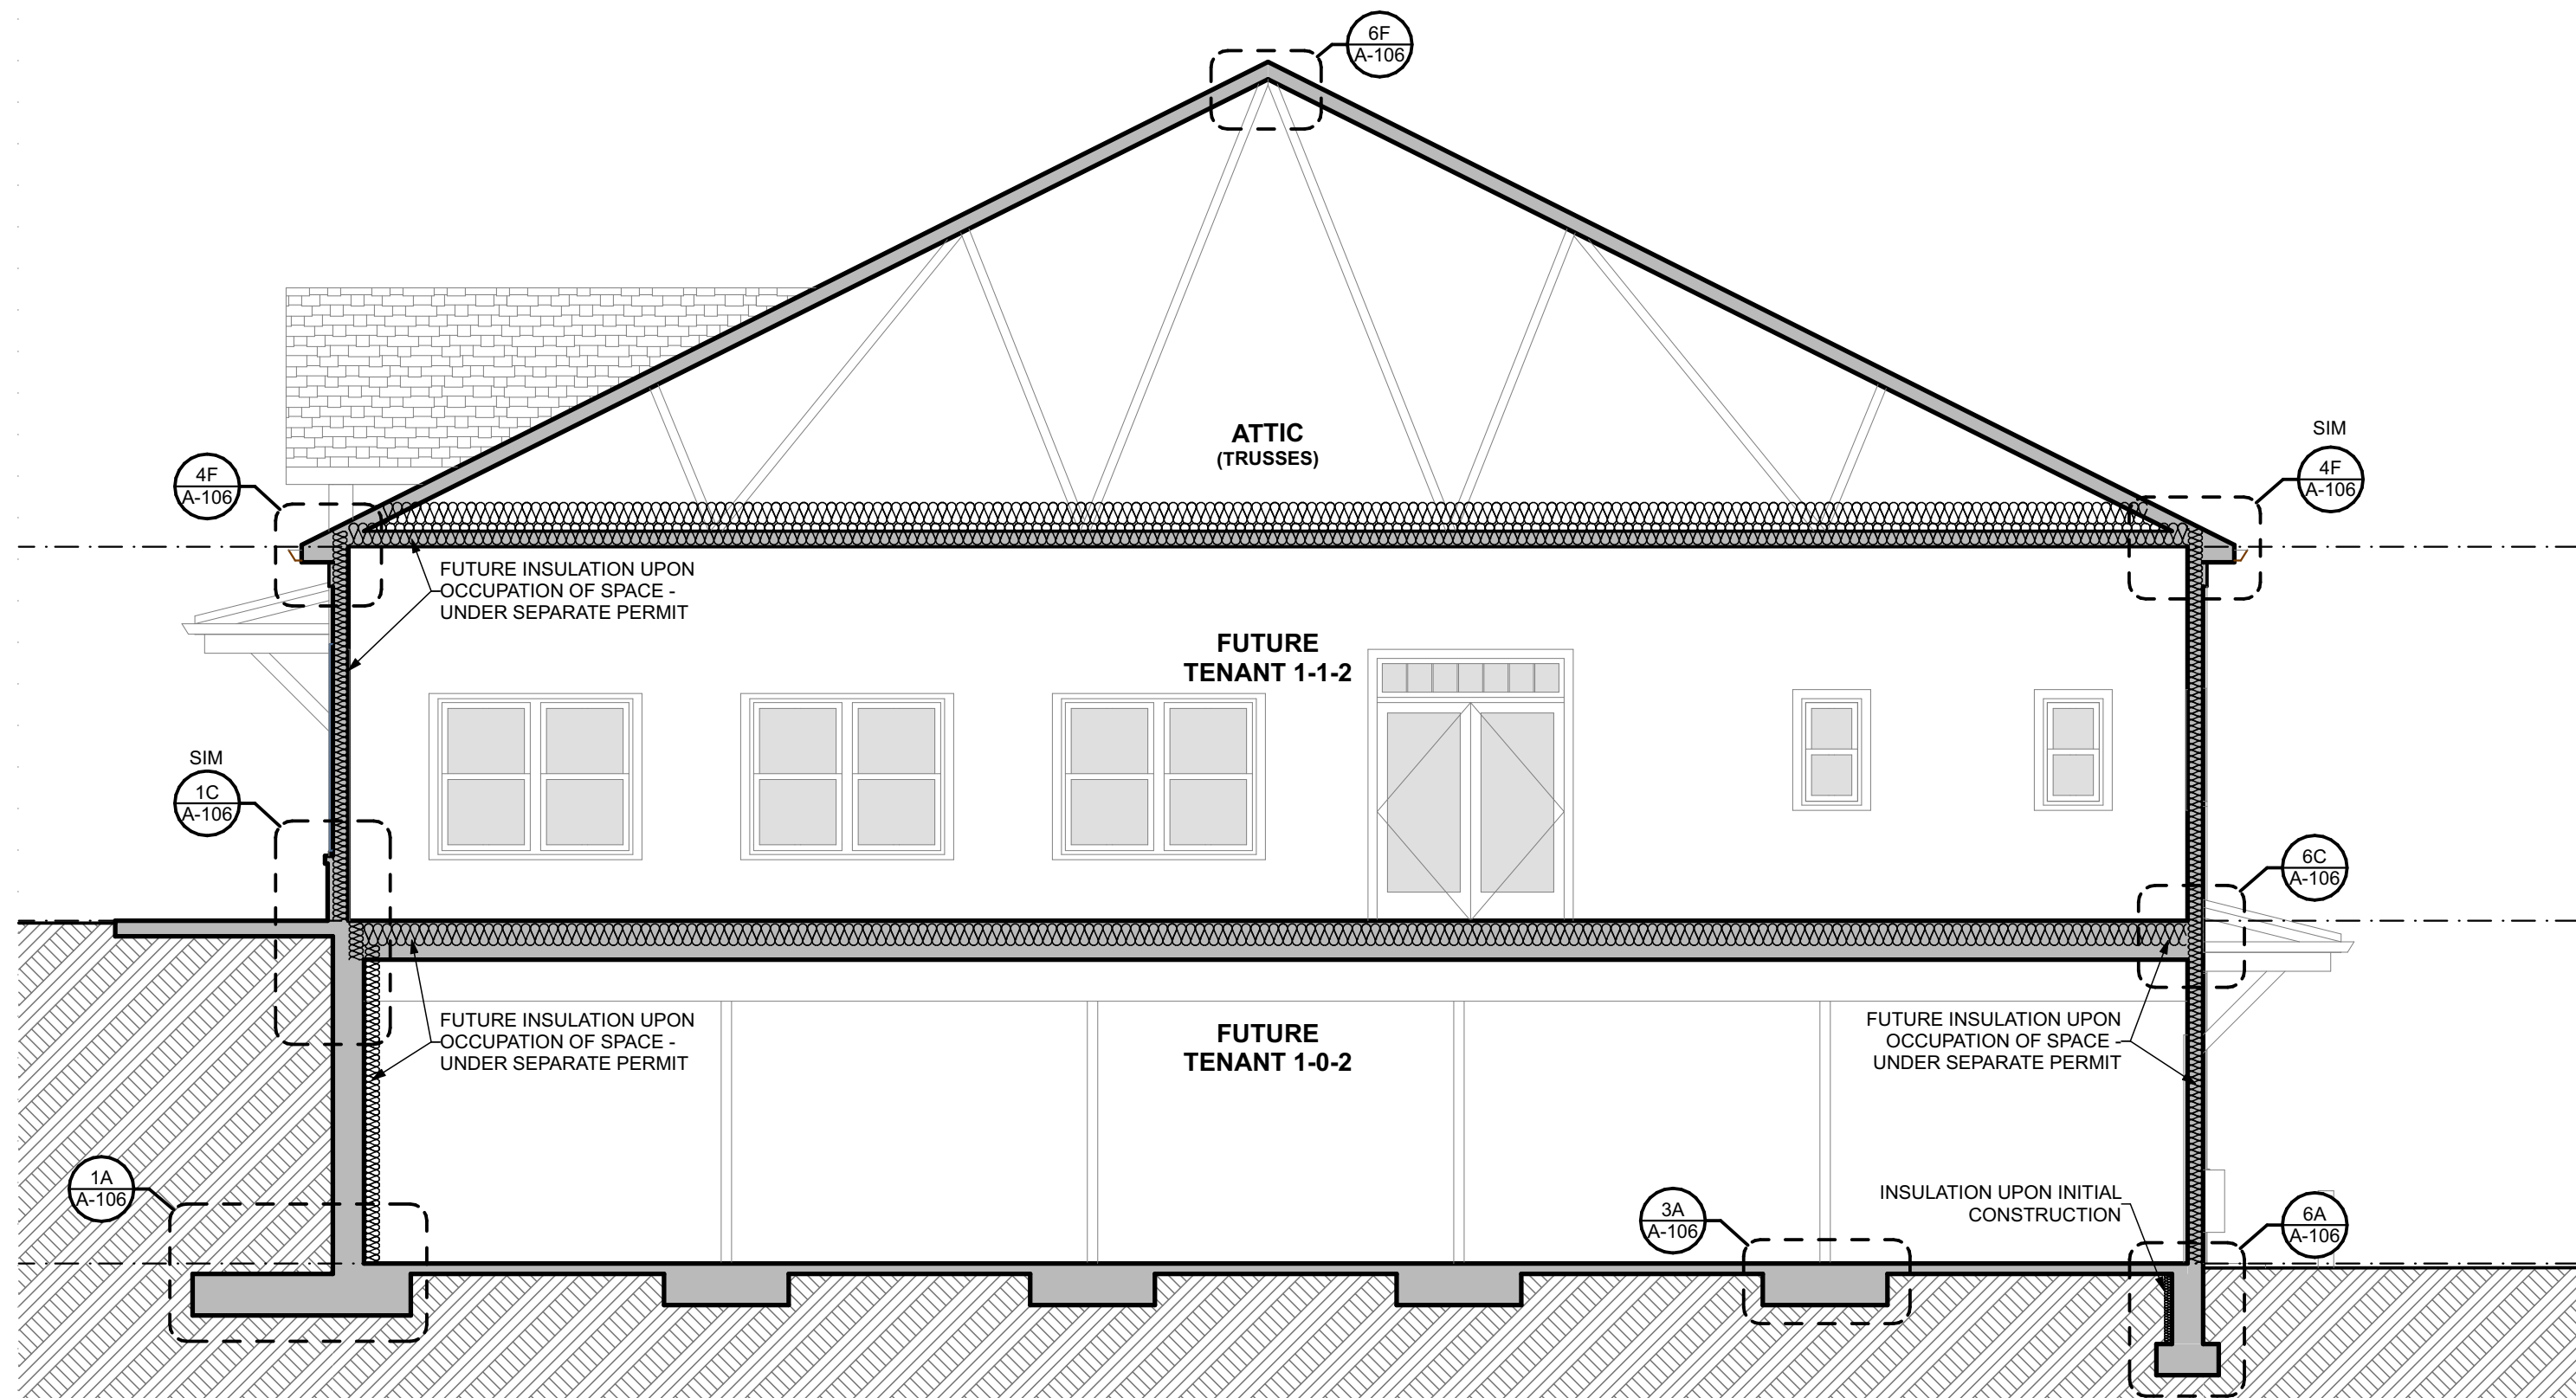 6F
A-106
ATTIC
(TRUSSES)
SIM
4F
A-106
4F
A-106
FUTURE INSULATION UPON
OCCUPATION OF SPACE -
UNDER SEPARATE PERMIT
FUTURE
TENANT 1-1-2
SIM
1C
A-106
6C
A-106
FUTURE INSULATION UPON
OCCUPATION OF SPACE -
UNDER SEPARATE PERMIT
FUTURE
TENANT 1-0-2
FUTURE INSULATION UPON
OCCUPATION OF SPACE -
UNDER SEPARATE PERMIT
1A
A-106
3A
A-106
INSULATION UPON INITIAL
CONSTRUCTION
6A
A-106